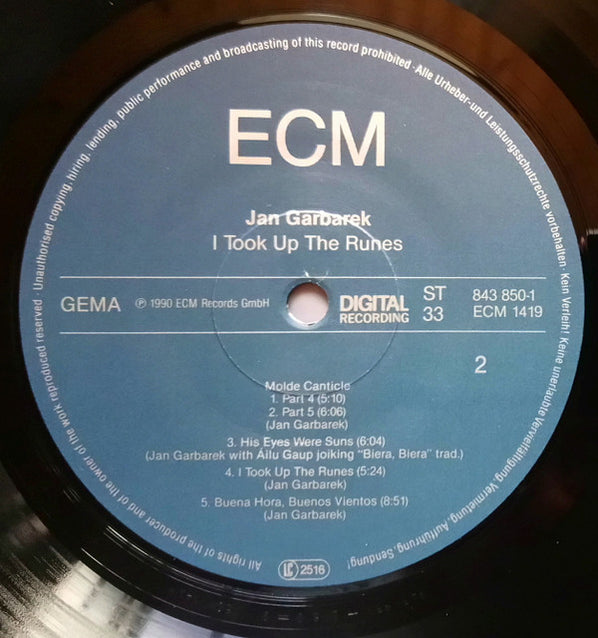 All rights of the producer and of the owner of the work reproduced reserved · Unauthorised copying, hiring, lending, public performance and broadcasting of this record prohibited · Alle Urheber-und Leistungsschutzrechte vorbehalten · Kein Verleih! Keine unerlaubte Vervielfältigung, Vermietung, Aufführung, Sendung!
ECM
Jan Garbarek
I Took Up The Runes
GEMA ℗ 1990 ECM Records GmbH
DIGITAL
RECORDING
ST
33
843 850-1
ECM 1419
2
Molde Canticle
1. Part 4 (5:10)
2. Part 5 (6:06)
(Jan Garbarek)
3. His Eyes Were Suns (6:04)
(Jan Garbarek with Áilu Gaup joiking "Biera, Biera" trad.)
4. I Took Up The Runes (5:24)
(Jan Garbarek)
5. Buena Hora, Buenos Vientos (8:51)
(Jan Garbarek)
LC 2516